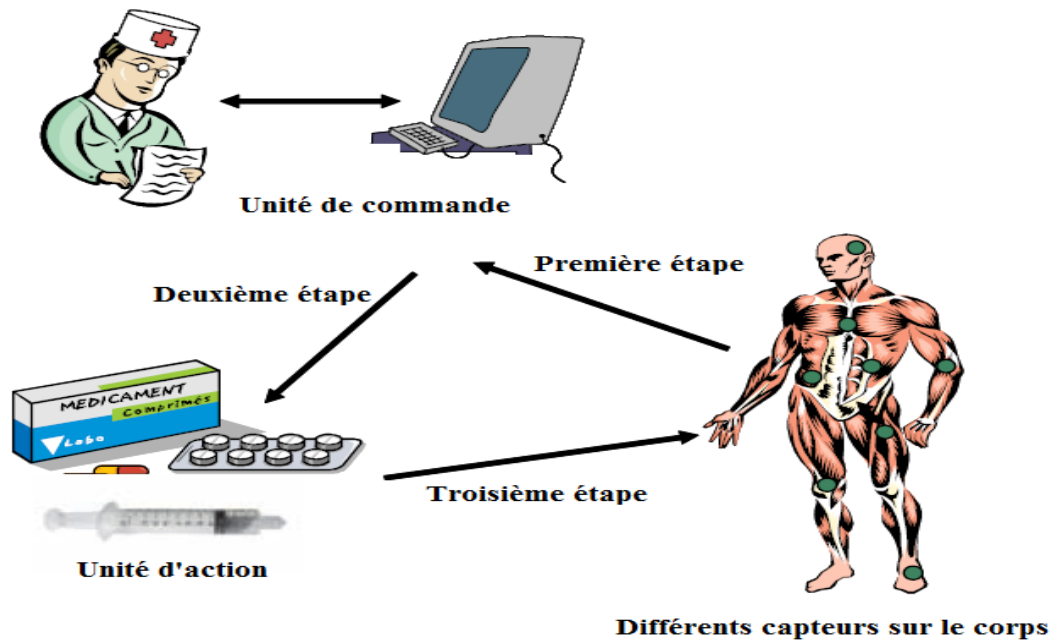 Unité de commande
Première étape
Deuxième étape
MEDICAMENT
Comprimés
Labo
Troisième étape
Unité d'action
Différents capteurs sur le corps